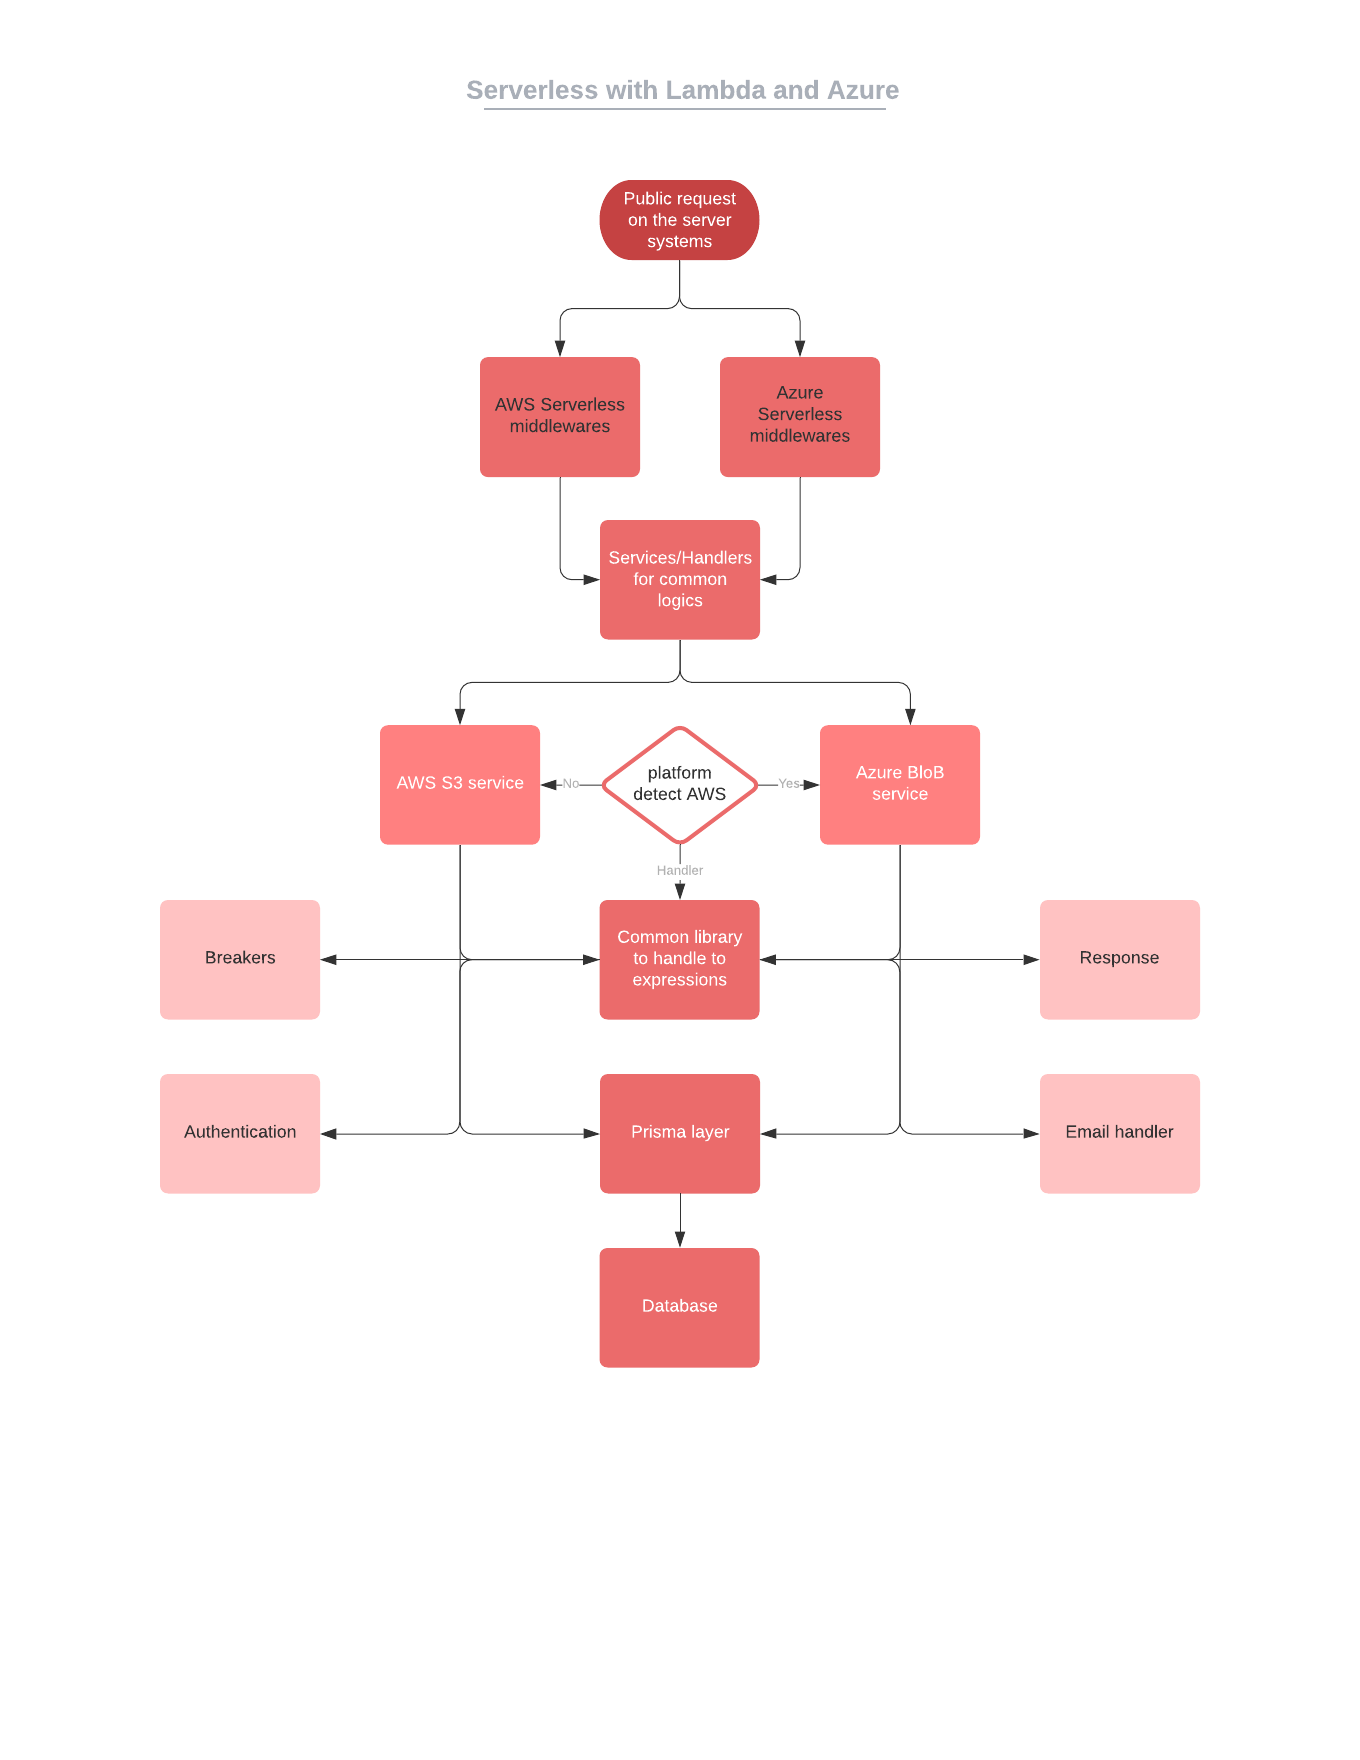 Serverless with Lambda and Azure
Public request
on the server
systems
AWS Serverless
middlewares
Azure
Serverless
middlewares
Services/Handlers
for common
logics
AWS S3 service
No
platform
detect AWS
Yes
Azure BloB
service
Handler
Breakers
Common library
to handle to
expressions
Response
Authentication
Prisma layer
Email handler
Database